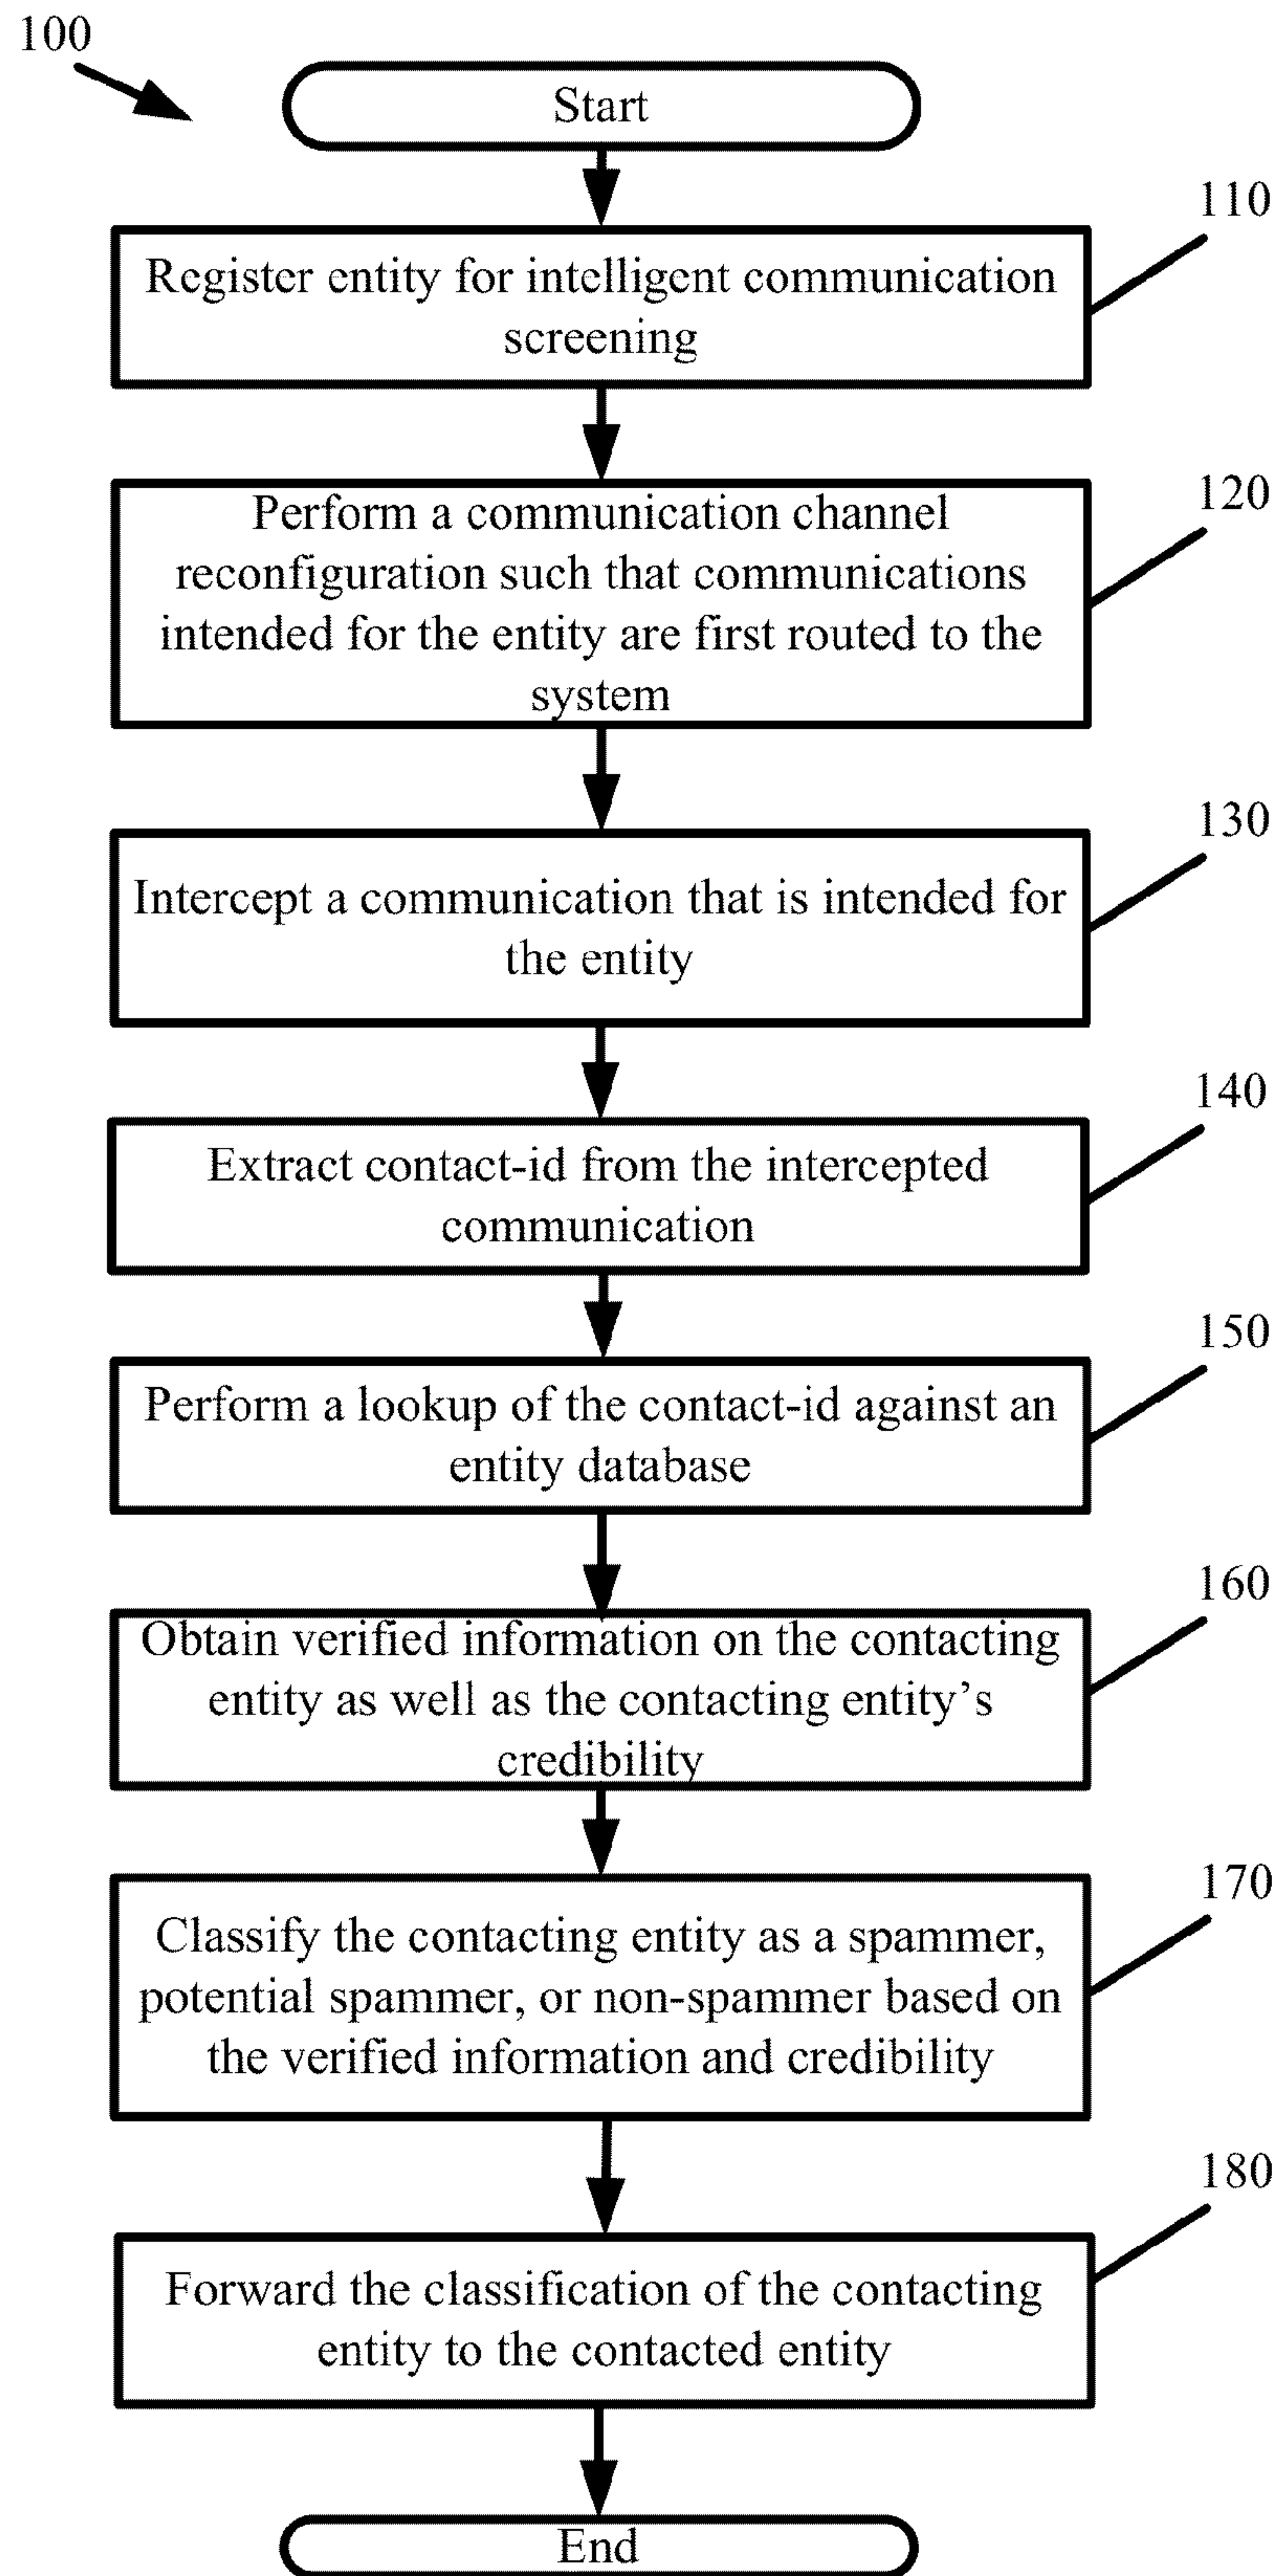 100
Start
110
Register entity for intelligent communication
screening
120
Perform a communication channel
reconfiguration such that communications
intended for the entity are first routed to the
system
130
Intercept a communication that is intended for
the entity
140
Extract contact-id from the intercepted
communication
150
Perform a lookup of the contact-id against an
entity database
160
Obtain verified information on the contacting
entity as well as the contacting entity’s
credibility
170
Classify the contacting entity as a spammer,
potential spammer, or non-spammer based on
the verified information and credibility
180
Forward the classification of the contacting
entity to the contacted entity
End